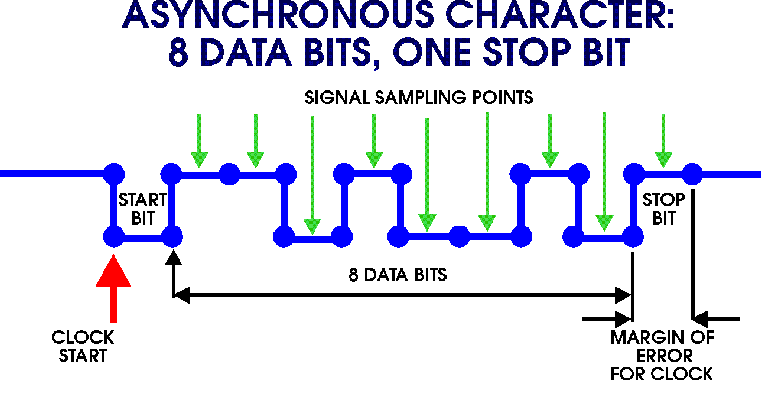 ASYNCHRONOUS CHARACTER:
8 DATA BITS, ONE STOP BIT
SIGNAL SAMPLING POINTS
START
BIT
STOP
BIT
8 DATA BITS
CLOCK
START
MARGIN OF
ERROR
FOR CLOCK